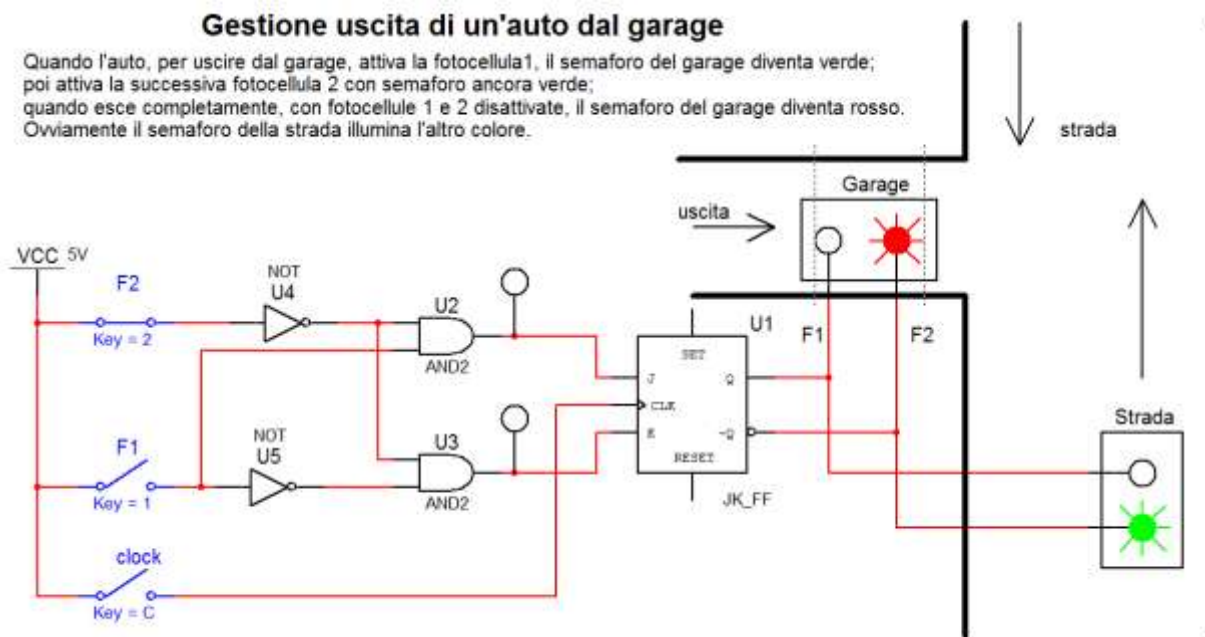 Gestione uscita di un'auto dal garage
Quando l'auto, per uscire dal garage, attiva la fotocellula1, il semaforo del garage diventa verde;
poi attiva la successiva fotocellula 2 con semaforo ancora verde;
quando esce completamente, con fotocellule 1 e 2 disattivate, il semaforo del garage diventa rosso.
Ovviamente il semaforo della strada illumina l'altro colore.
strada
Garage
uscita
VCC 5V
F2
Key = 2
NOT
U4
U2
AND2
U1
F1
F2
SET
J
Q
CLK
K
~Q
RESET
JK_FF
F1
Key = 1
NOT
U5
U3
AND2
Strada
clock
Key = C